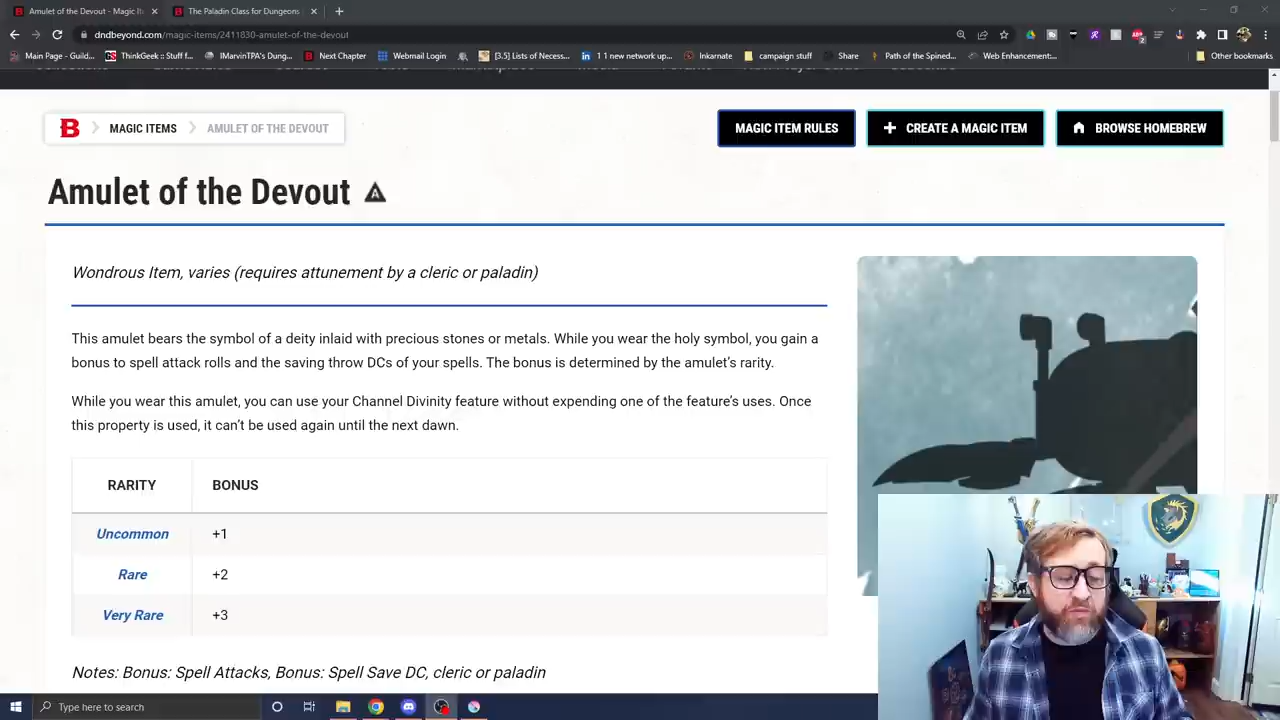 Amulet of the Devout - Magic It
The Paladin Class for Dungeons
dndbeyond.com/magic-items/2411830-amulet-of-the-devout
Main Page - Guild...
ThinkGeek :: Stuff f...
IMarvinTPA's Dung...
Next Chapter
Webmail Login
[3.5] Lists of Necess...
1 1 new network up...
Inkarnate
campaign stuff
Share
Path of the Spined...
Web Enhancement:...
Other bookmarks
MAGIC ITEMS
AMULET OF THE DEVOUT
MAGIC ITEM RULES
CREATE A MAGIC ITEM
BROWSE HOMEBREW
Amulet of the Devout
Wondrous Item, varies (requires attunement by a cleric or paladin)
This amulet bears the symbol of a deity inlaid with precious stones or metals. While you wear the holy symbol, you gain a
bonus to spell attack rolls and the saving throw DCs of your spells. The bonus is determined by the amulet’s rarity.
While you wear this amulet, you can use your Channel Divinity feature without expending one of the feature’s uses. Once
this property is used, it can’t be used again until the next dawn.
RARITY BONUS
Uncommon +1
Rare +2
Very Rare +3
Notes: Bonus: Spell Attacks, Bonus: Spell Save DC, cleric or paladin
Type here to search